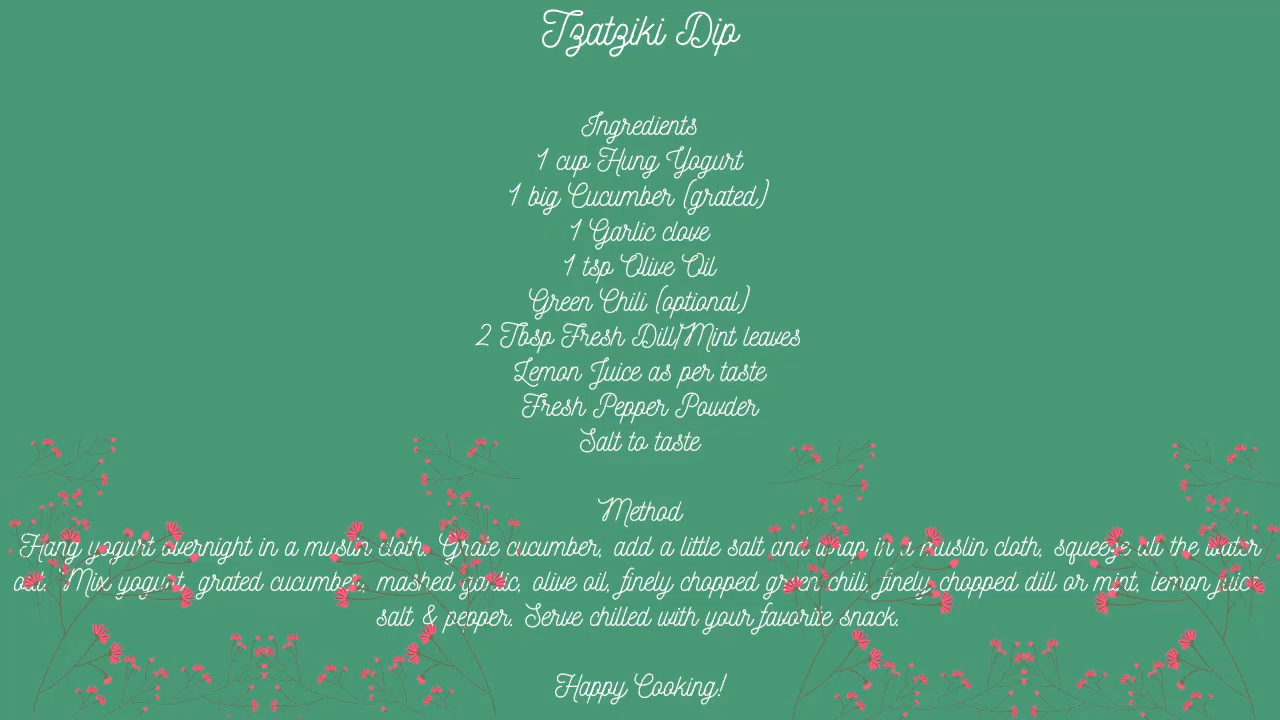 Tzatziki Dip
Ingredients
1 cup Hung Yogurt
1 big Cucumber (grated)
1 Garlic clove
1 tsp Olive Oil
Green Chili (optional)
2 Tbsp Fresh Dill/Mint leaves
Lemon Juice as per taste
Fresh Pepper Powder
Salt to taste
Method
Hang yogurt overnight in a muslin cloth. Grate cucumber, add a little salt and wrap in a muslin cloth, squeeze all the water
out. Mix yogurt, grated cucumber, mashed garlic, olive oil, finely chopped green chili, finely chopped dill or mint, lemon juice,
salt & pepper. Serve chilled with your favorite snack.
Happy Cooking!